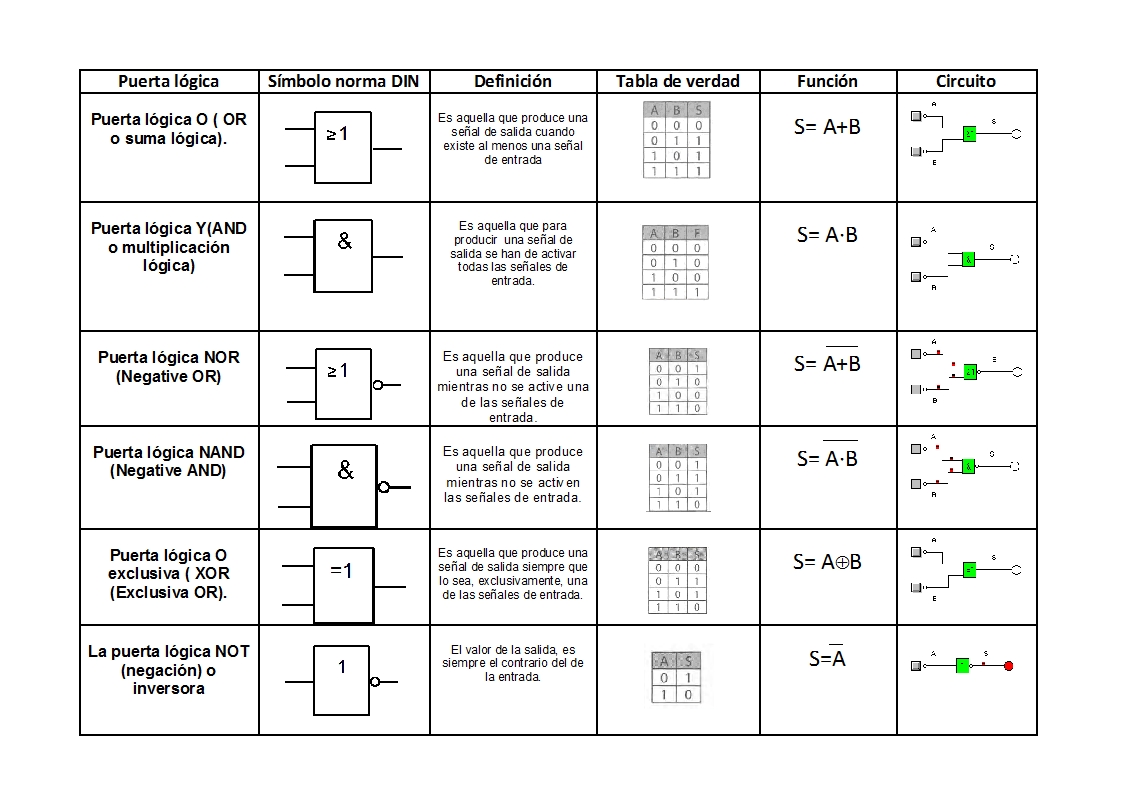 Puerta lógica Símbolo norma DIN Definición Tabla de verdad Función Circuito
Puerta lógica O ( OR
o suma lógica).
≥1
Es aquella que produce una
señal de salida cuando
existe al menos una señal
de entrada
A B S
0 0 0
0 1 1
1 0 1
1 1 1
S= A+B
A
S
Puerta lógica Y(AND
o multiplicación
lógica)
&
Es aquella que para
producir una señal de
salida se han de activar
todas las señales de
entrada.
A B F
0 0 0
0 1 0
1 0 0
1 1 1
S= A·B
A
S
Puerta lógica NOR
(Negative OR)
≥1
Es aquella que produce
una señal de salida
mientras no se active una
de las señales de
entrada.
A B S
0 0 1
0 1 0
1 0 0
1 1 0
S= A̅+̅B̅
A
B
Puerta lógica NAND
(Negative AND)
&
Es aquella que produce
una señal de salida
mientras no se activen
las señales de entrada.
A B S
0 0 1
0 1 1
1 0 1
1 1 0
S= A̅·̅B̅
A
S
Puerta lógica O
exclusiva ( XOR
(Exclusiva OR).
=1
Es aquella que produce una
señal de salida siempre que
lo sea, exclusivamente, una
de las señales de entrada.
A B S
0 0 0
0 1 1
1 0 1
1 1 0
S= A⊕B
A
S
La puerta lógica NOT
(negación) o
inversora
1
El valor de la salida, es
siempre el contrario del de
la entrada.
A S
0 1
1 0
S=A̅
A S